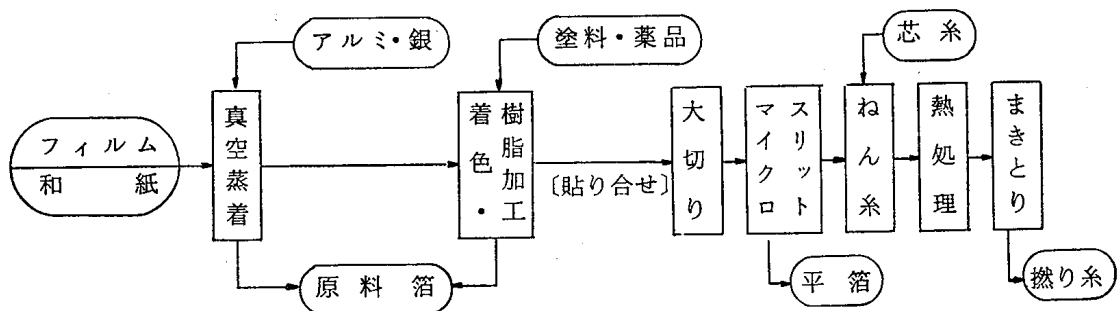 アルミ・銀
塗料・薬品
芯糸
フィルム
和紙
真空蒸着
樹脂加工
着色・
〔貼り合せ〕
大切り
スリット
マイクロ
ねん糸
熱処理
まきとり
原料箔
平箔
撚り糸